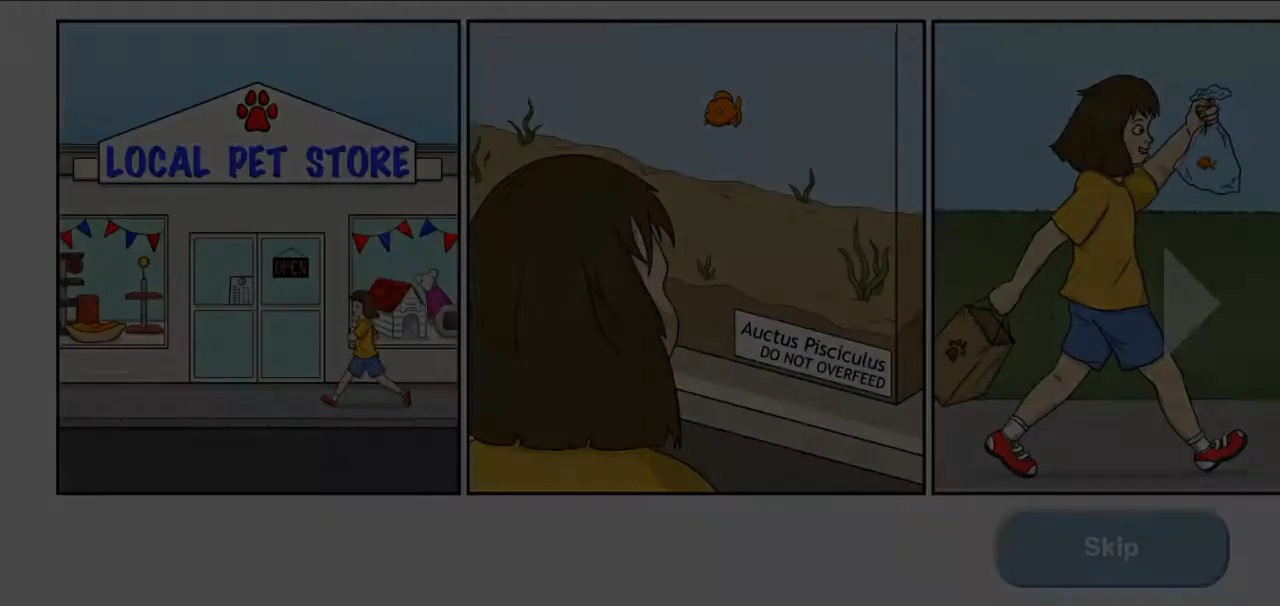 LOCAL PET STORE
OPEN
Auctus Pisciculus
DO NOT OVERFEED
Skip